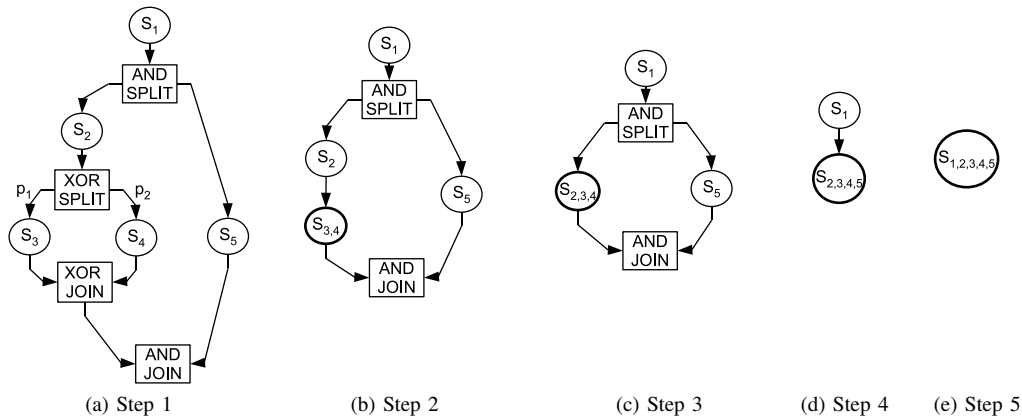 S1
AND
SPLIT
S2
XOR
SPLIT
p1
p2
S3
S4
S5
XOR
JOIN
AND
JOIN
(a) Step 1
S1
AND
SPLIT
S2
S5
S3,4
AND
JOIN
(b) Step 2
S1
AND
SPLIT
S2,3,4
S5
AND
JOIN
(c) Step 3
S1
S2,3,4,5
(d) Step 4
S1,2,3,4,5
(e) Step 5